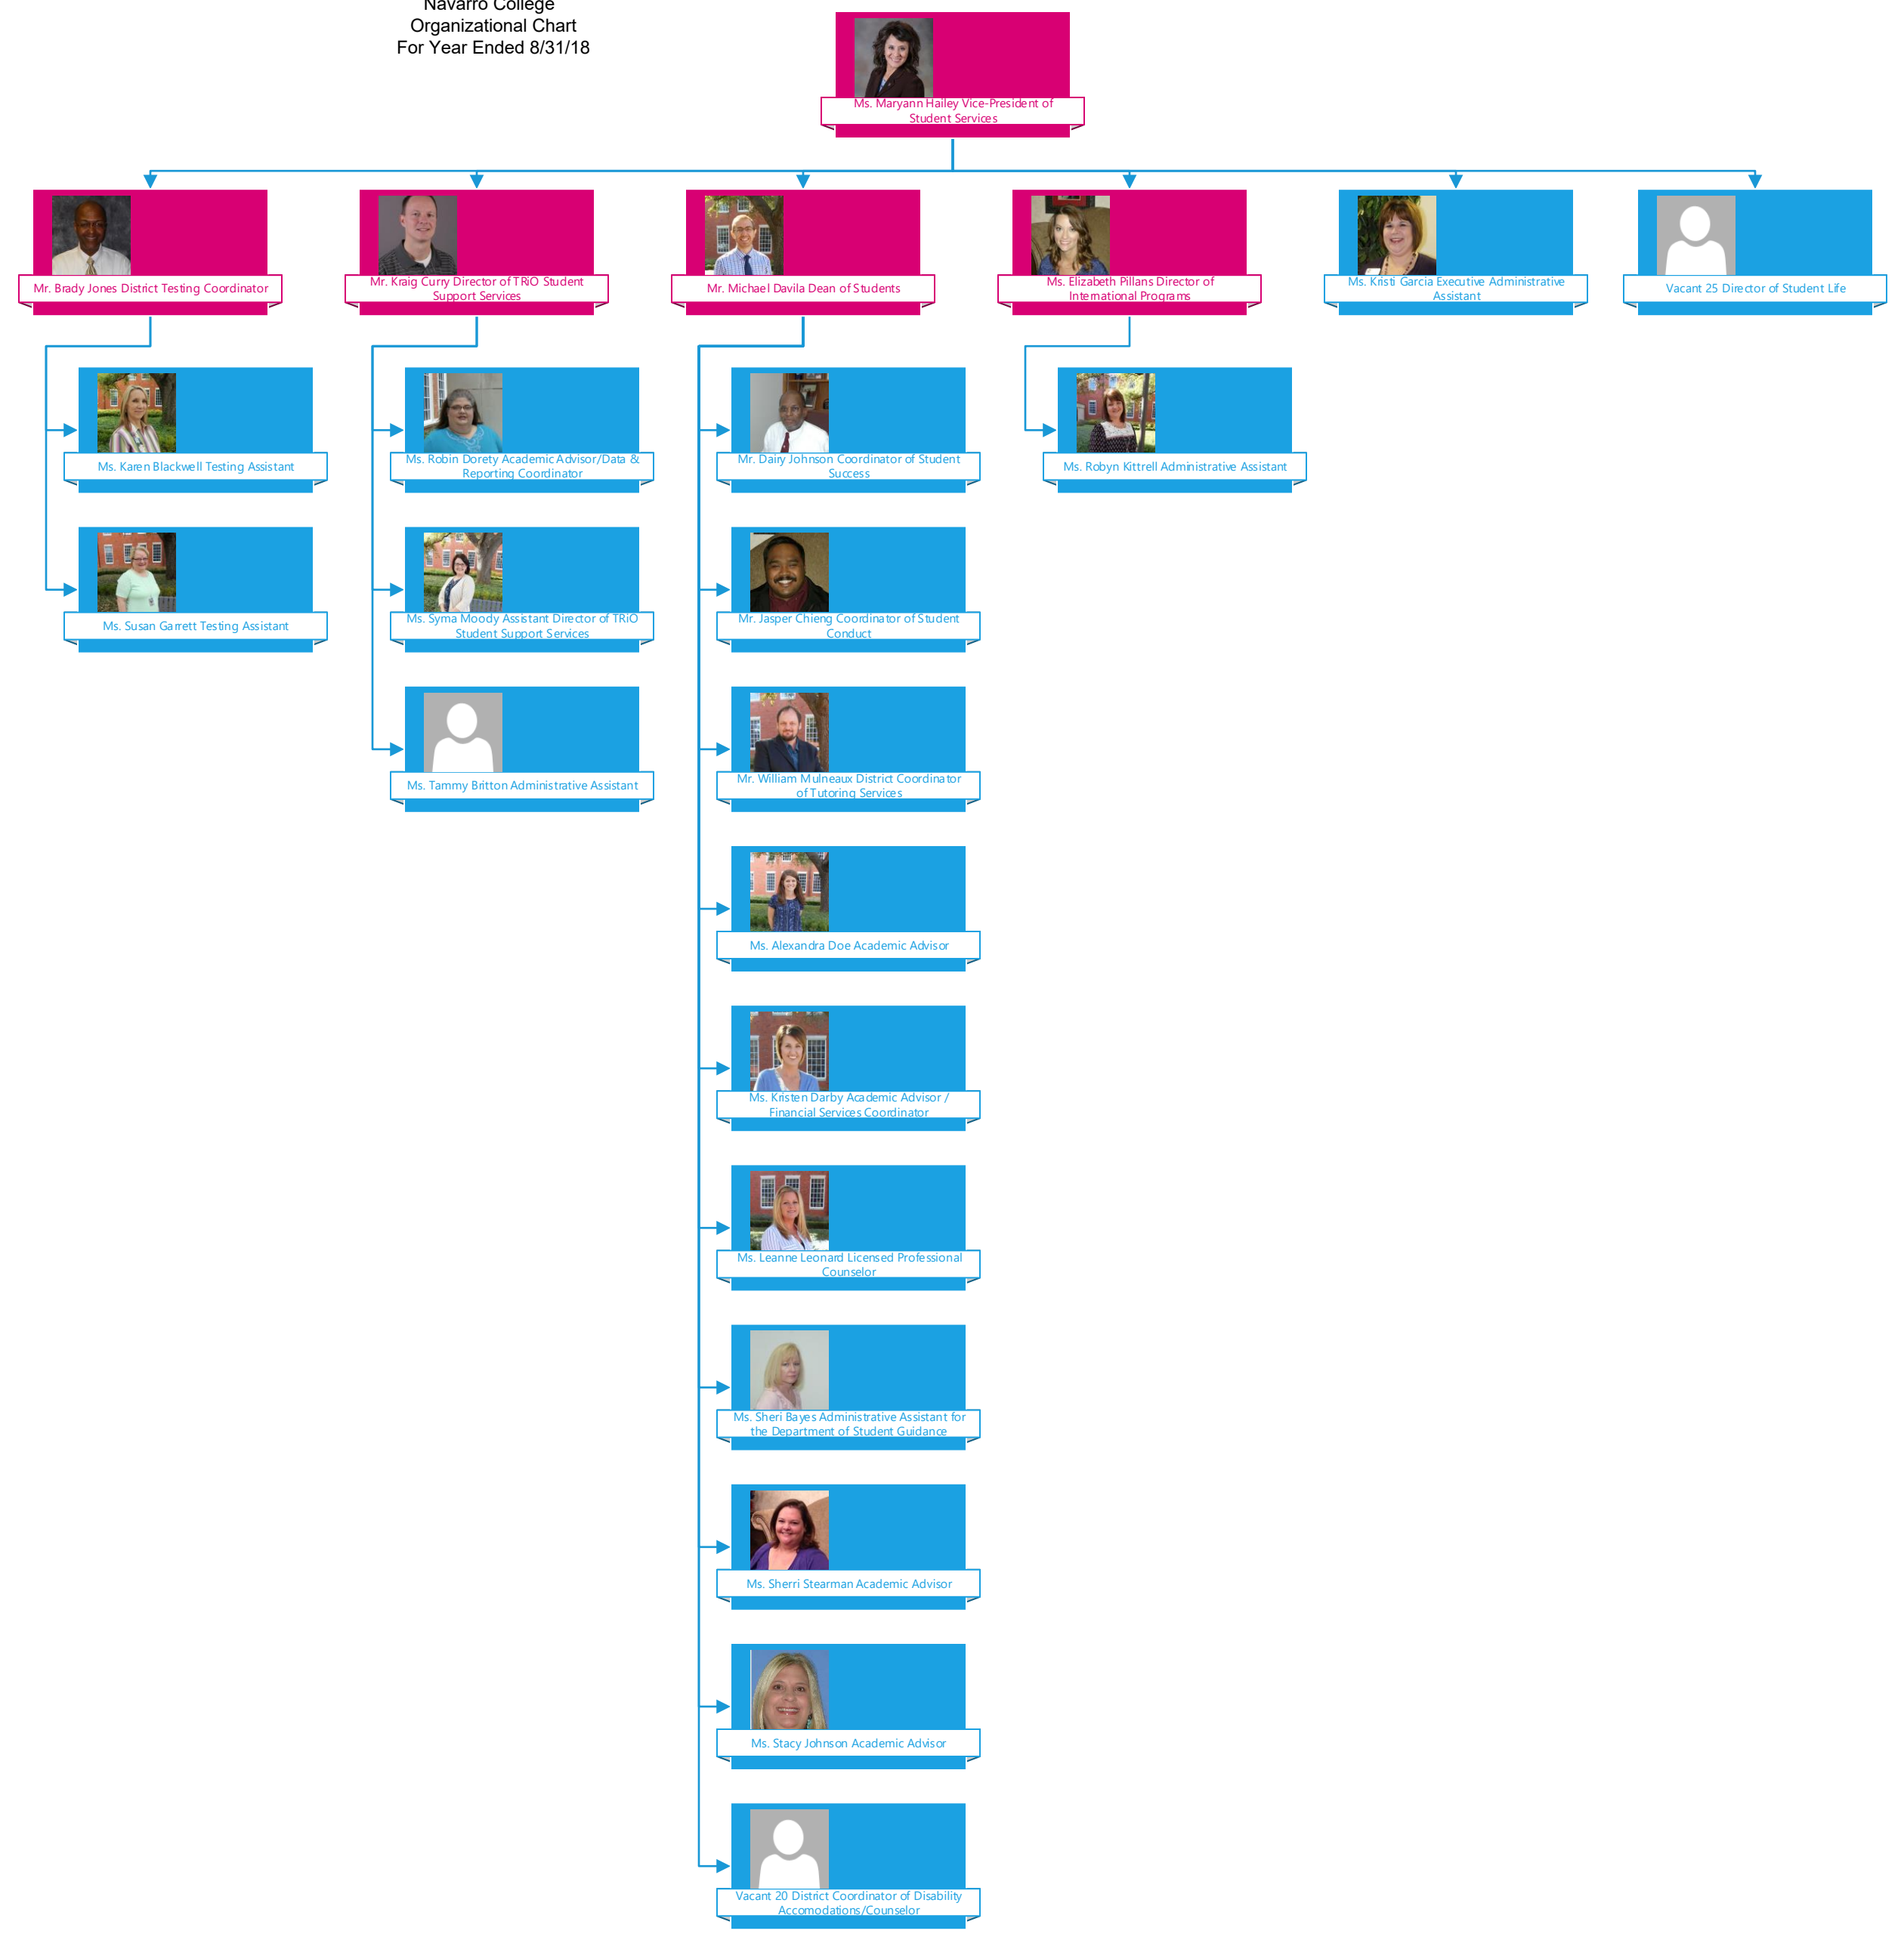 Navarro College
Organizational Chart
For Year Ended 8/31/18
Ms. Maryann Hailey Vice-President of
Student Services
Mr. Brady Jones District Testing Coordinator
Mr. Kraig Curry Director of TRiO Student
Support Services
Mr. Michael Davila Dean of Students
Ms. Elizabeth Pillans Director of
International Programs
Ms. Kristi Garcia Executive Administrative
Assistant
Vacant 25 Director of Student Life
Ms. Karen Blackwell Testing Assistant
Ms. Susan Garrett Testing Assistant
Ms. Robin Dorety Academic Advisor/Data &
Reporting Coordinator
Ms. Syma Moody Assistant Director of TRiO
Student Support Services
Ms. Tammy Britton Administrative Assistant
Mr. Dairy Johnson Coordinator of Student
Success
Mr. Jasper Chieng Coordinator of Student
Conduct
Mr. William Mulneaux District Coordinator
of Tutoring Services
Ms. Alexandra Doe Academic Advisor
Ms. Kristen Darby Academic Advisor /
Financial Services Coordinator
Ms. Leanne Leonard Licensed Professional
Counselor
Ms. Sheri Bayes Administrative Assistant for
the Department of Student Guidance
Ms. Sherri Stearman Academic Advisor
Ms. Stacy Johnson Academic Advisor
Vacant 20 District Coordinator of Disability
Accomodations/Counselor
Ms. Robyn Kittrell Administrative Assistant